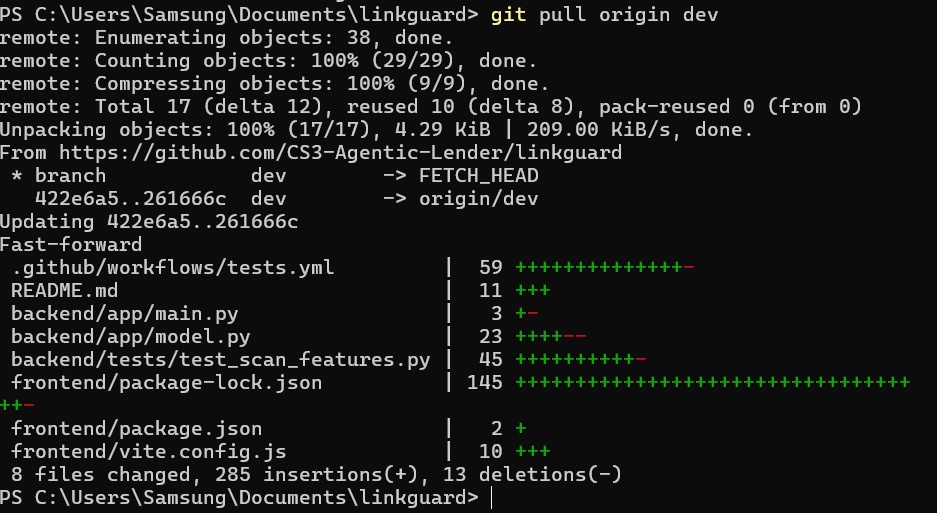 PS C:\Users\Samsung\Documents\linkguard> git pull origin dev
remote: Enumerating objects: 38, done.
remote: Counting objects: 100% (29/29), done.
remote: Compressing objects: 100% (9/9), done.
remote: Total 17 (delta 12), reused 10 (delta 8), pack-reused 0 (from 0)
Unpacking objects: 100% (17/17), 4.29 KiB | 209.00 KiB/s, done.
From https://github.com/CS3-Agentic-Lender/linkguard
 * branch            dev        -> FETCH_HEAD
   422e6a5..261666c  dev        -> origin/dev
Updating 422e6a5..261666c
Fast-forward
 .github/workflows/tests.yml          |  59 ++++++++++++++-
 README.md                            |  11 +++
 backend/app/main.py                  |   3 +-
 backend/app/model.py                 |  23 ++++--
 backend/tests/test_scan_features.py |  45 ++++++++++-
 frontend/package-lock.json           | 145 +++++++++++++++++++++++++++++++++
++-
 frontend/package.json                |   2 +
 frontend/vite.config.js              |  10 +++
 8 files changed, 285 insertions(+), 13 deletions(-)
PS C:\Users\Samsung\Documents\linkguard>